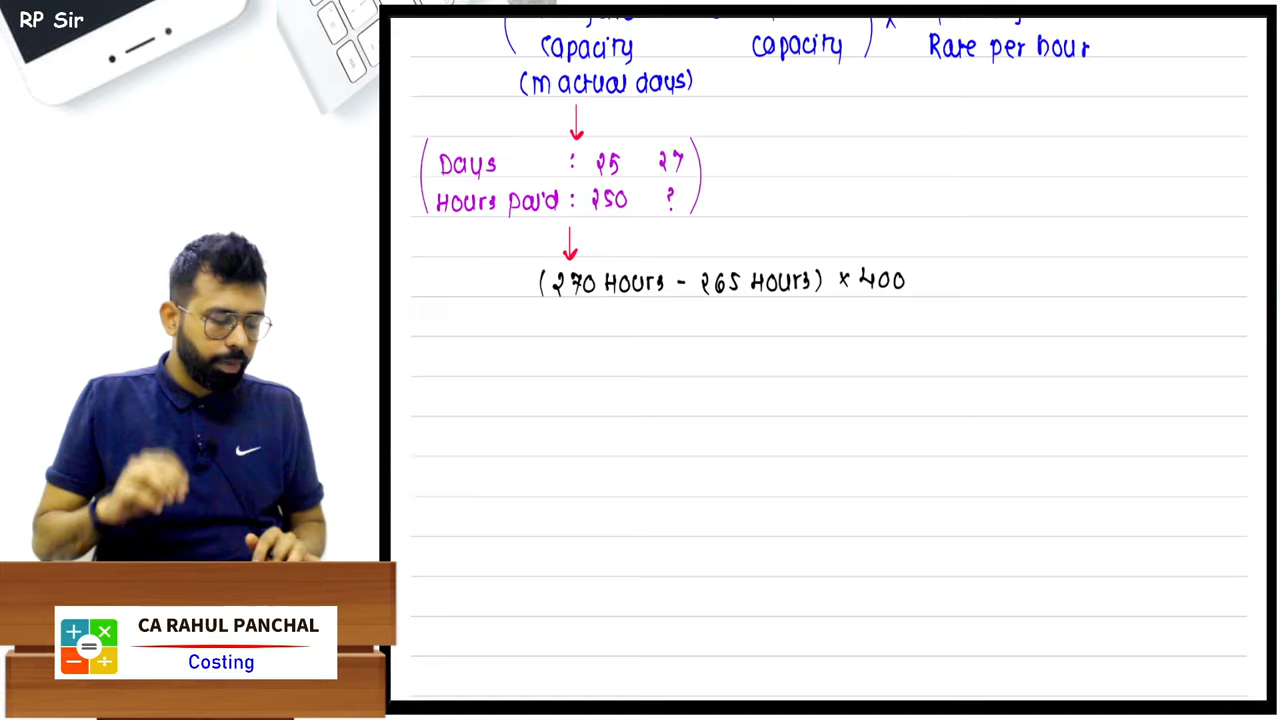 RP Sir
capacity capacity Rate per hour
(in actual days)
Days : 25 27
Hours paid : 250 ?
(270 Hours - 265 Hours) × 400
CA RAHUL PANCHAL
Costing